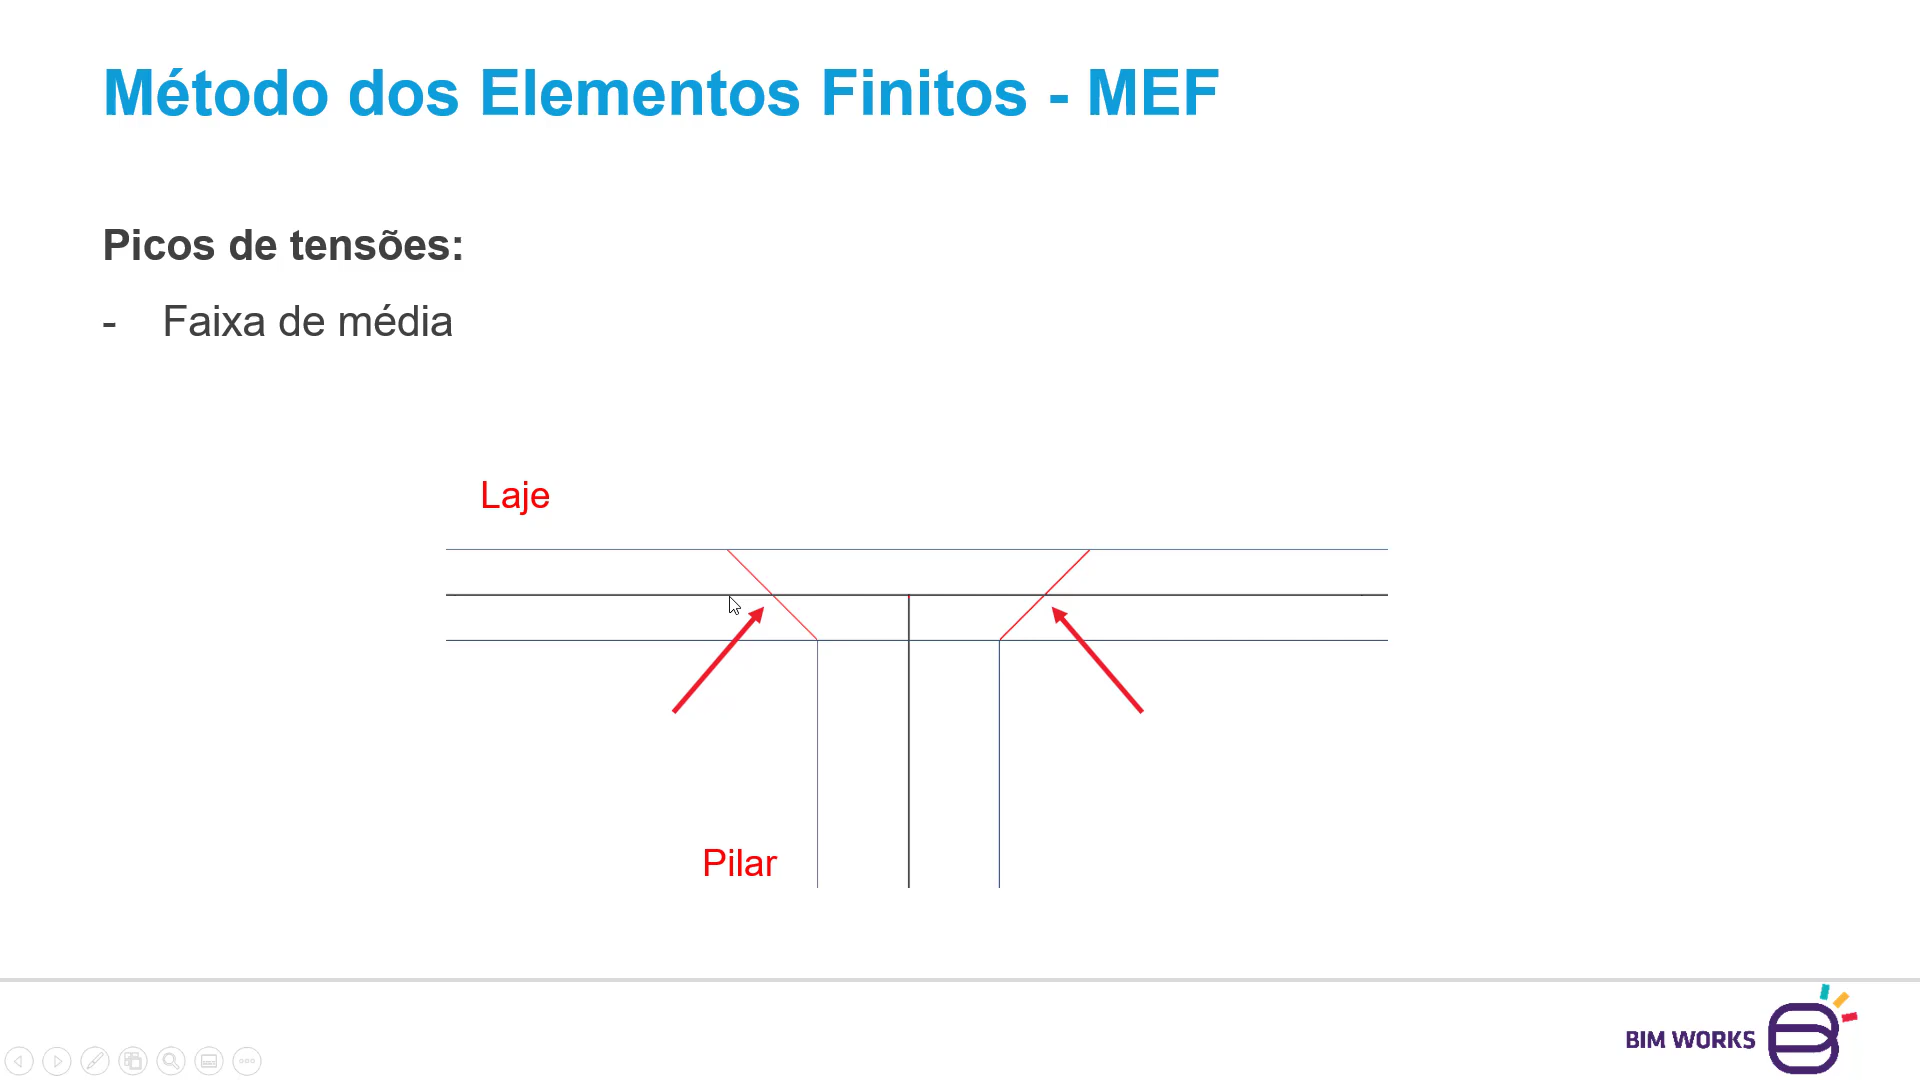 Método dos Elementos Finitos - MEF
Picos de tensões:
- Faixa de média
Laje
Pilar
BIM WORKS